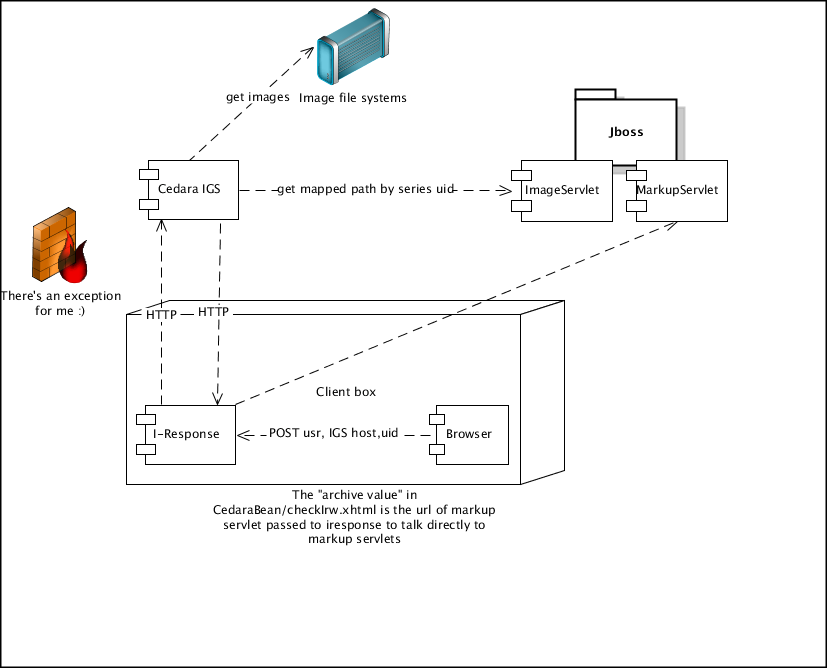 get images
Image file systems
Jboss
Cedara IGS
get mapped path by series uid
ImageServlet
MarkupServlet
There's an exception
for me :)
HTTP
HTTP
Client box
I-Response
POST usr, IGS host,uid
Browser
The "archive value" in
CedaraBean/checkIrw.xhtml is the url of markup
servlet passed to iresponse to talk directly to
markup servlets